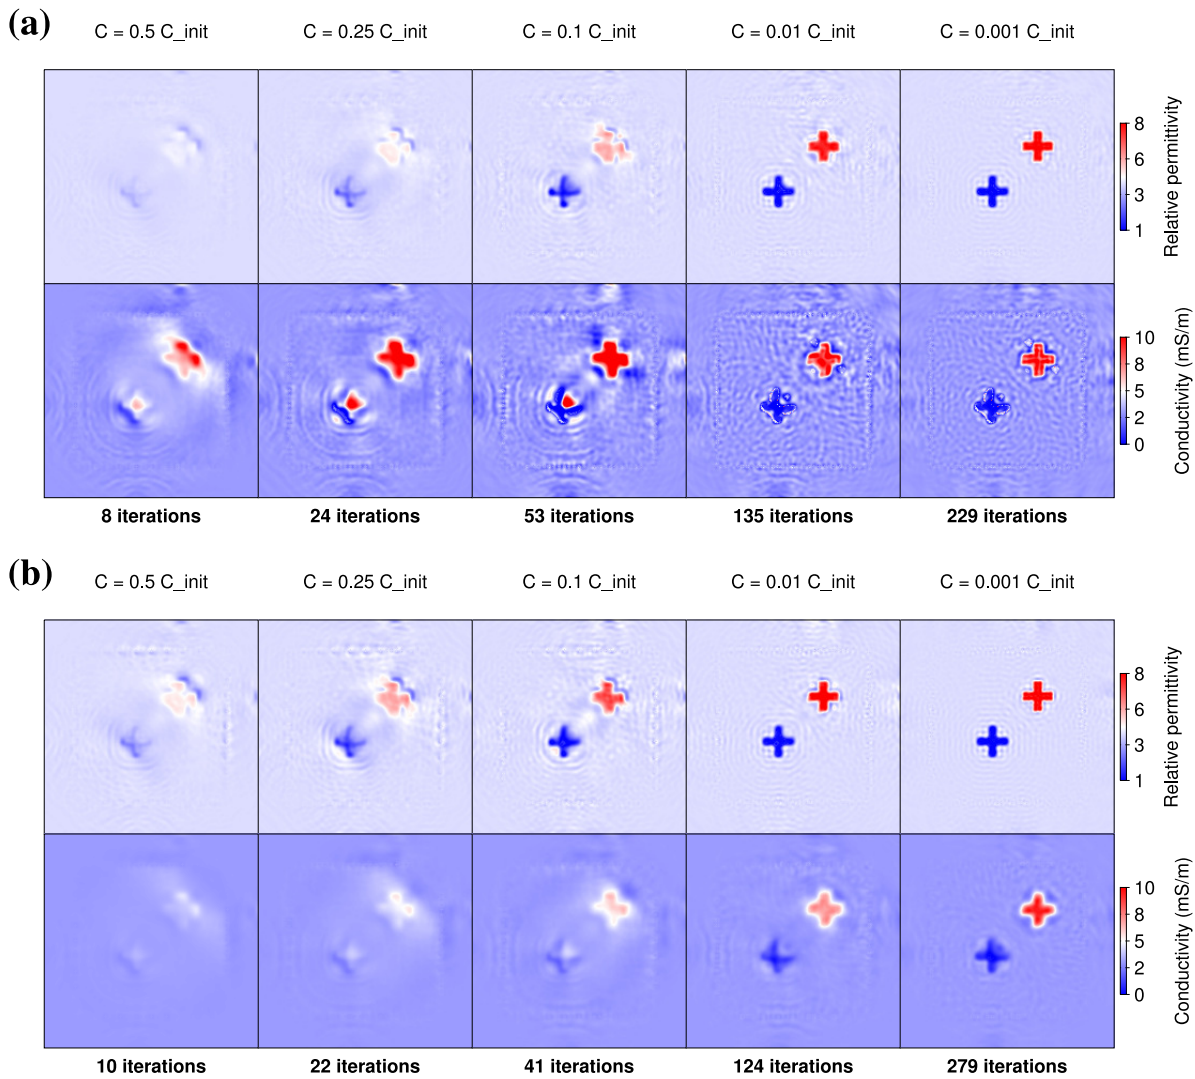 (a)
C = 0.5 C_init
C = 0.25 C_init
C = 0.1 C_init
C = 0.01 C_init
C = 0.001 C_init
8
6
3
1
Relative permittivity
10
8
5
2
0
Conductivity (mS/m)
8 iterations
24 iterations
53 iterations
135 iterations
229 iterations
(b)
C = 0.5 C_init
C = 0.25 C_init
C = 0.1 C_init
C = 0.01 C_init
C = 0.001 C_init
8
6
3
1
Relative permittivity
10
8
5
2
0
Conductivity (mS/m)
10 iterations
22 iterations
41 iterations
124 iterations
279 iterations